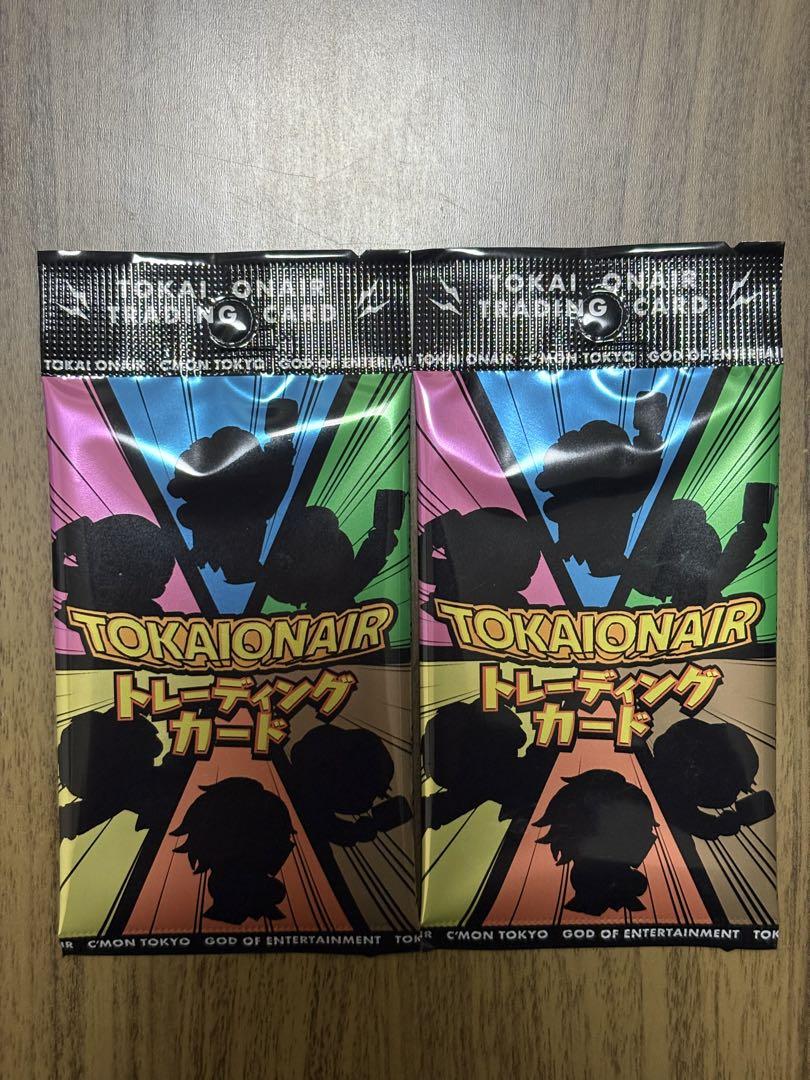 TOKAI ONAIR
TRADING CARD
TOKAI ONAIR C'MON TOKYO GOD OF ENTERTAI
TOKAIONAIR
トレーディング
カード
IR C'MON TOKYO GOD OF ENTERTAINMENT TOK
TOKAI ONAIR
TRADING CARD
TOKAI ONAIR C'MON TOKYO GOD OF ENTERTAI
TOKAIONAIR
トレーディング
カード
R C'MON TOKYO GOD OF ENTERTAINMENT TOK